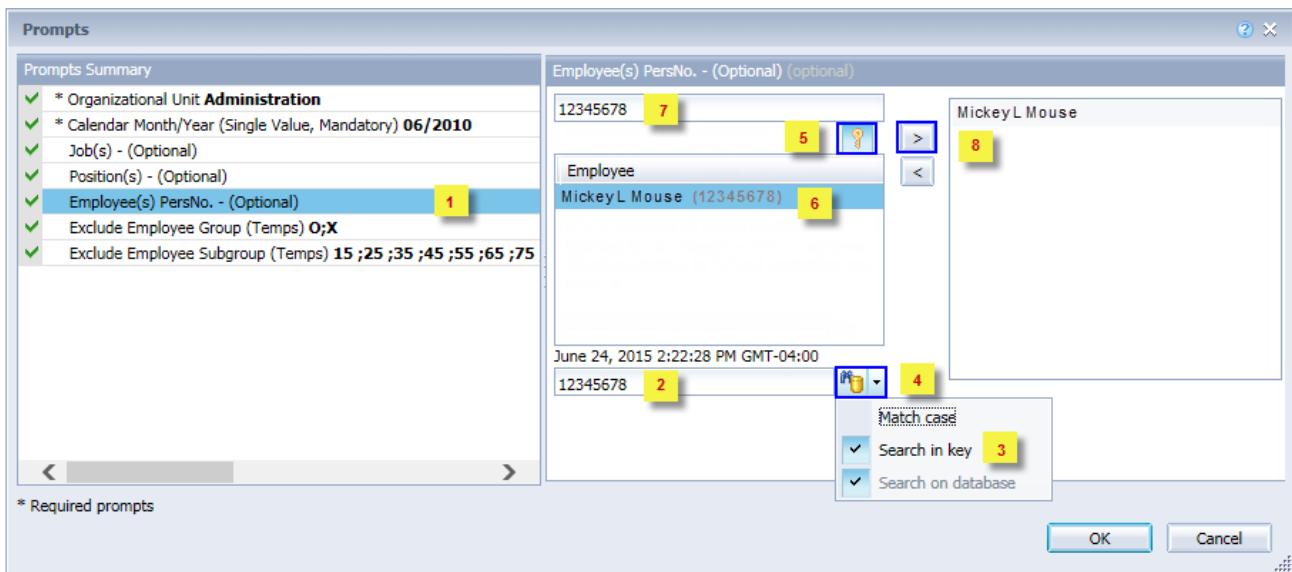 Prompts
Prompts Summary
* Organizational Unit Administration
* Calendar Month/Year (Single Value, Mandatory) 06/2010
Job(s) - (Optional)
Position(s) - (Optional)
Employee(s) PersNo. - (Optional)
1
Exclude Employee Group (Temps) O;X
Exclude Employee Subgroup (Temps) 15 ;25 ;35 ;45 ;55 ;65 ;75
* Required prompts
Employee(s) PersNo. - (Optional) (optional)
12345678
7
5
Employee
Mickey L Mouse (12345678)
6
June 24, 2015 2:22:28 PM GMT-04:00
12345678
2
4
Match case
Search in key
3
Search on database
>
<
Mickey L Mouse
8
OK
Cancel